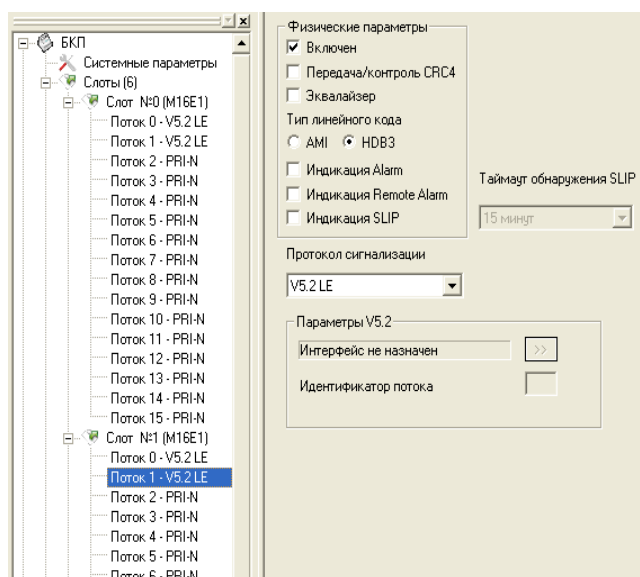 БКП
Системные параметры
Слоты (6)
Слот №0 (M16E1)
Поток 0 - V5.2 LE
Поток 1 - V5.2 LE
Поток 2 - PRI-N
Поток 3 - PRI-N
Поток 4 - PRI-N
Поток 5 - PRI-N
Поток 6 - PRI-N
Поток 7 - PRI-N
Поток 8 - PRI-N
Поток 9 - PRI-N
Поток 10 - PRI-N
Поток 11 - PRI-N
Поток 12 - PRI-N
Поток 13 - PRI-N
Поток 14 - PRI-N
Поток 15 - PRI-N
Слот №1 (M16E1)
Поток 0 - V5.2 LE
Поток 1 - V5.2 LE
Поток 2 - PRI-N
Поток 3 - PRI-N
Поток 4 - PRI-N
Поток 5 - PRI-N
Поток 6 - PRI-N
Физические параметры
Включен
Передача/контроль CRC4
Эквалайзер
Тип линейного кода
AMI HDB3
Индикация Alarm
Индикация Remote Alarm
Индикация SLIP
Таймаут обнаружения SLIP
15 минут
Протокол сигнализации
V5.2 LE
Параметры V5.2
Интерфейс не назначен >>
Идентификатор потока